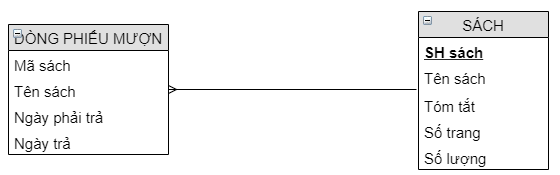 DÒNG PHIẾU MƯỢN
Mã sách
Tên sách
Ngày phải trả
Ngày trả
SÁCH
SH sách
Tên sách
Tóm tắt
Số trang
Số lượng